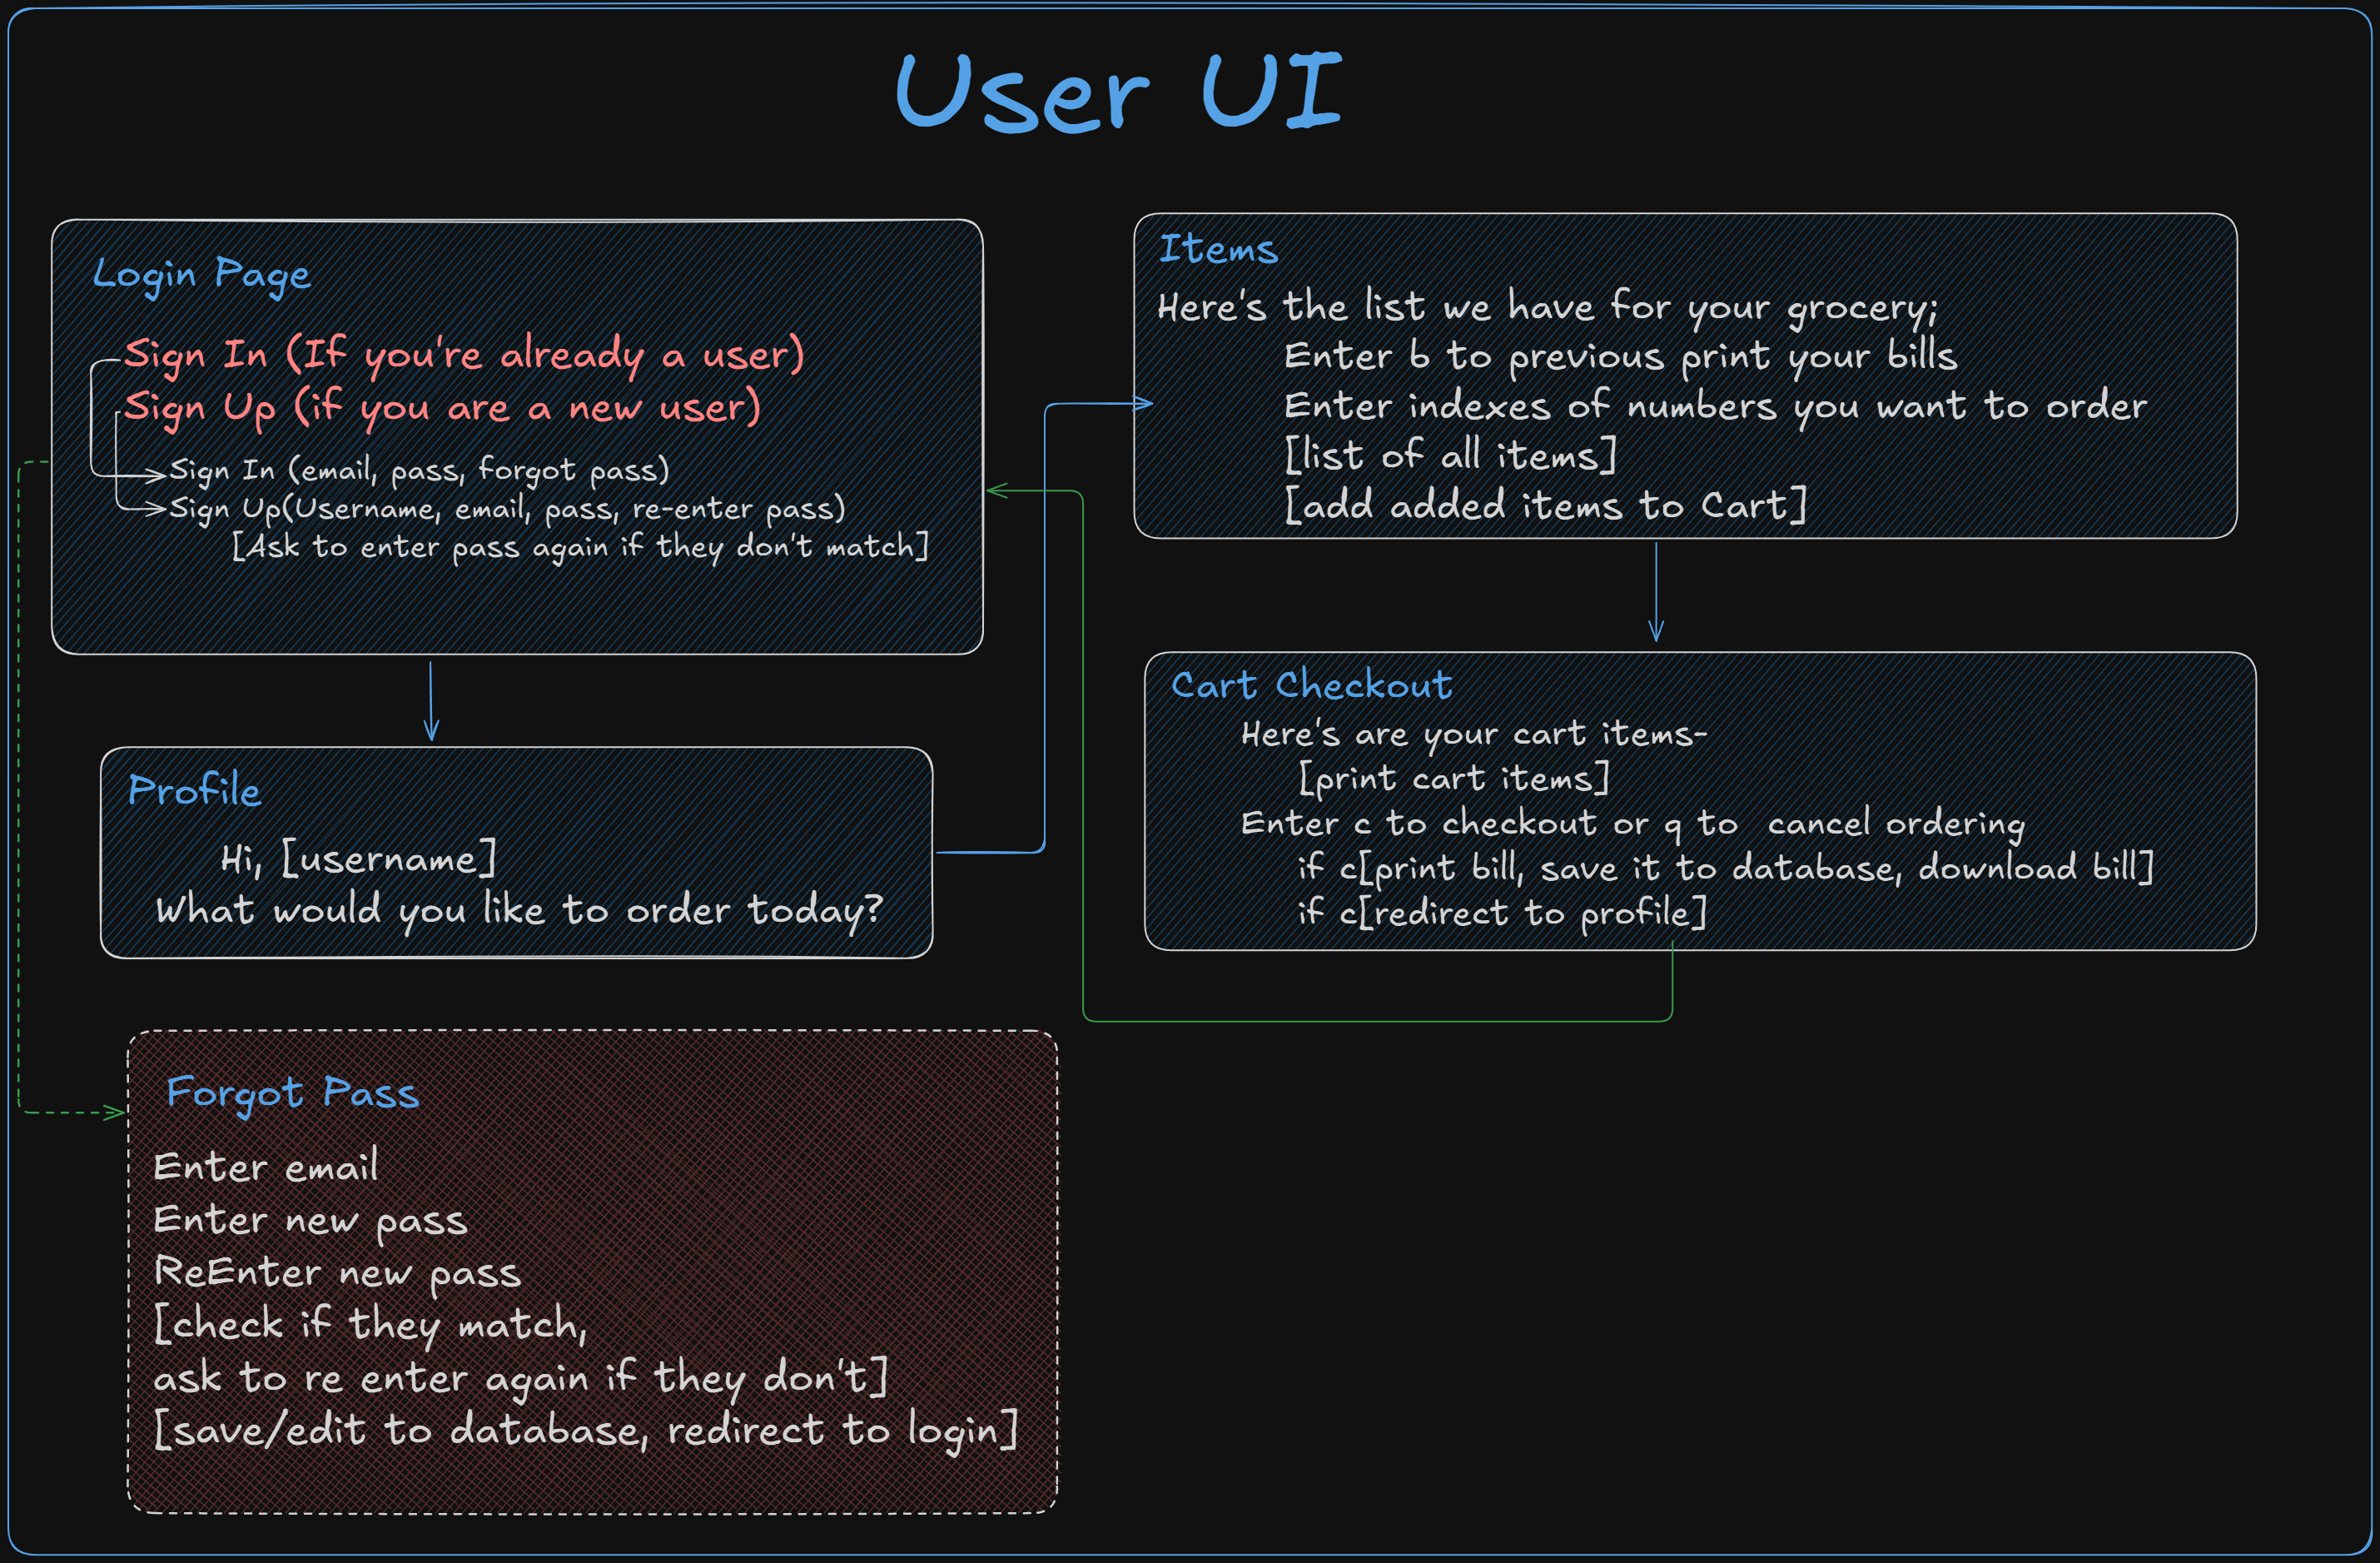 User UI
Login Page
Sign In (If you're already a user)
Sign Up (if you are a new user)
Sign In (email, pass, forgot pass)
Sign Up(Username, email, pass, re-enter pass)
[Ask to enter pass again if they don't match]
Profile
Hi, [username]
What would you like to order today?
Forgot Pass
Enter email
Enter new pass
ReEnter new pass
[check if they match,
ask to re enter again if they don't]
[save/edit to database, redirect to login]
Items
Here's the list we have for your grocery;
Enter b to previous print your bills
Enter indexes of numbers you want to order
[list of all items]
[add added items to Cart]
Cart Checkout
Here's are your cart items-
[print cart items]
Enter c to checkout or q to  cancel ordering
if c[print bill, save it to database, download bill]
if c[redirect to profile]